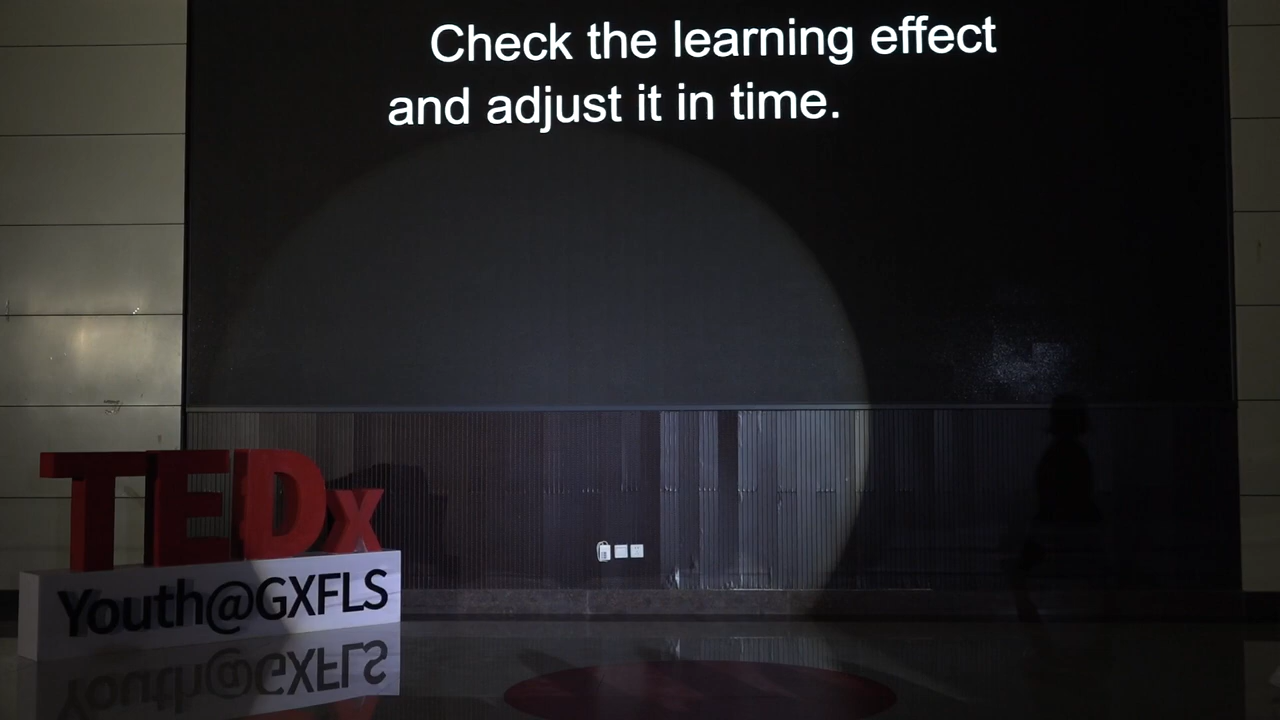 Check the learning effect
and adjust it in time.
TEDx
Youth@GXFLS